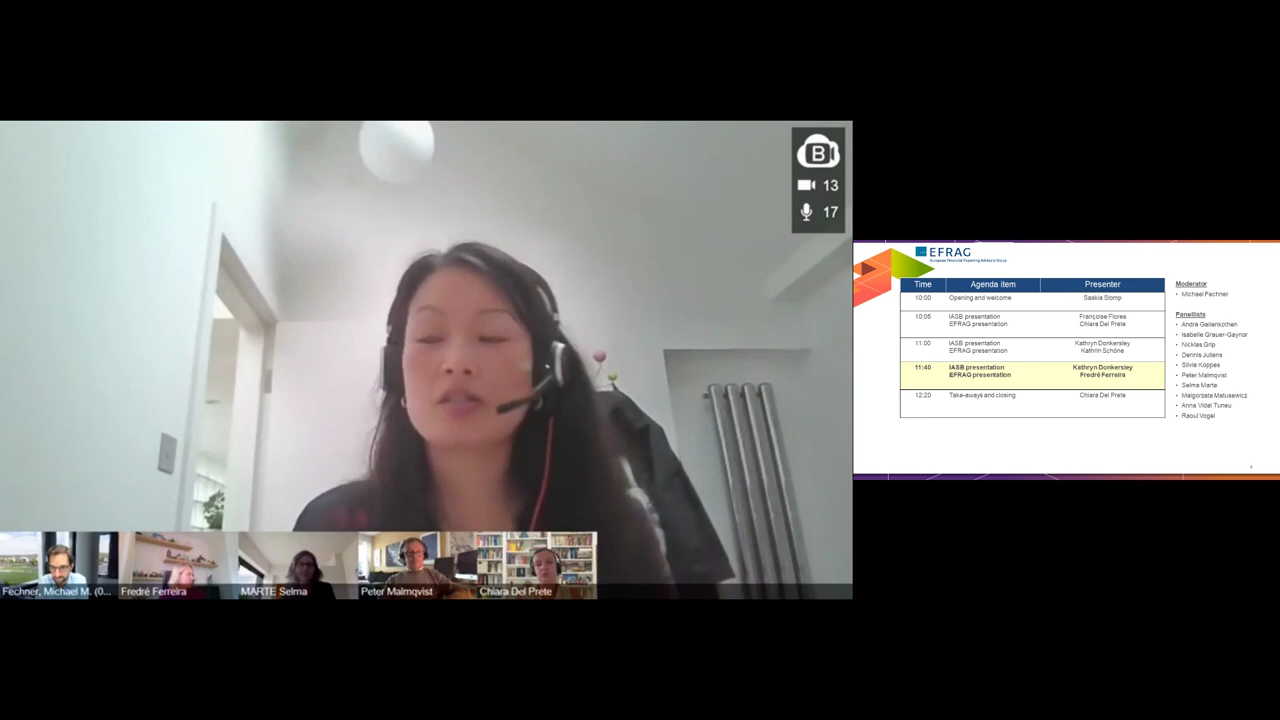 B
13
17
Fechner, Michael M. (0...
Fredré Ferreira
MARTE Selma
Peter Malmqvist
Chiara Del Prete
EFRAG
European Financial Reporting Advisory Group
Time Agenda item Presenter
10:00 Opening and welcome Saskia Slomp
10:05 IASB presentation Françoise Flores
EFRAG presentation Chiara Del Prete
11:00 IASB presentation Kathryn Donkersley
EFRAG presentation Kathrin Schöne
11:40 IASB presentation Kathryn Donkersley
EFRAG presentation Fredré Ferreira
12:20 Take-aways and closing Chiara Del Prete
Moderator
• Michael Fechner
Panellists
• André Geilenkothen
• Isabelle Grauer-Gaynor
• Nicklas Grip
• Dennis Jullens
• Silvie Koppes
• Peter Malmqvist
• Selma Marte
• Malgorzata Matusewicz
• Anna Vidal Tuneu
• Raoul Vogel